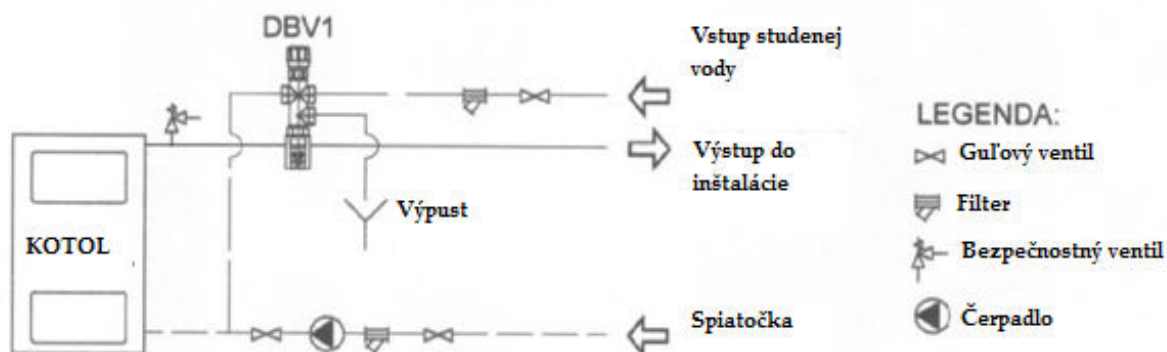 DBV1
Vstup studenej
vody
Výstup do
inštalácie
Výpust
KOTOL
Spiatočka
LEGENDA:
Guľový ventil
Filter
Bezpečnostný ventil
Čerpadlo